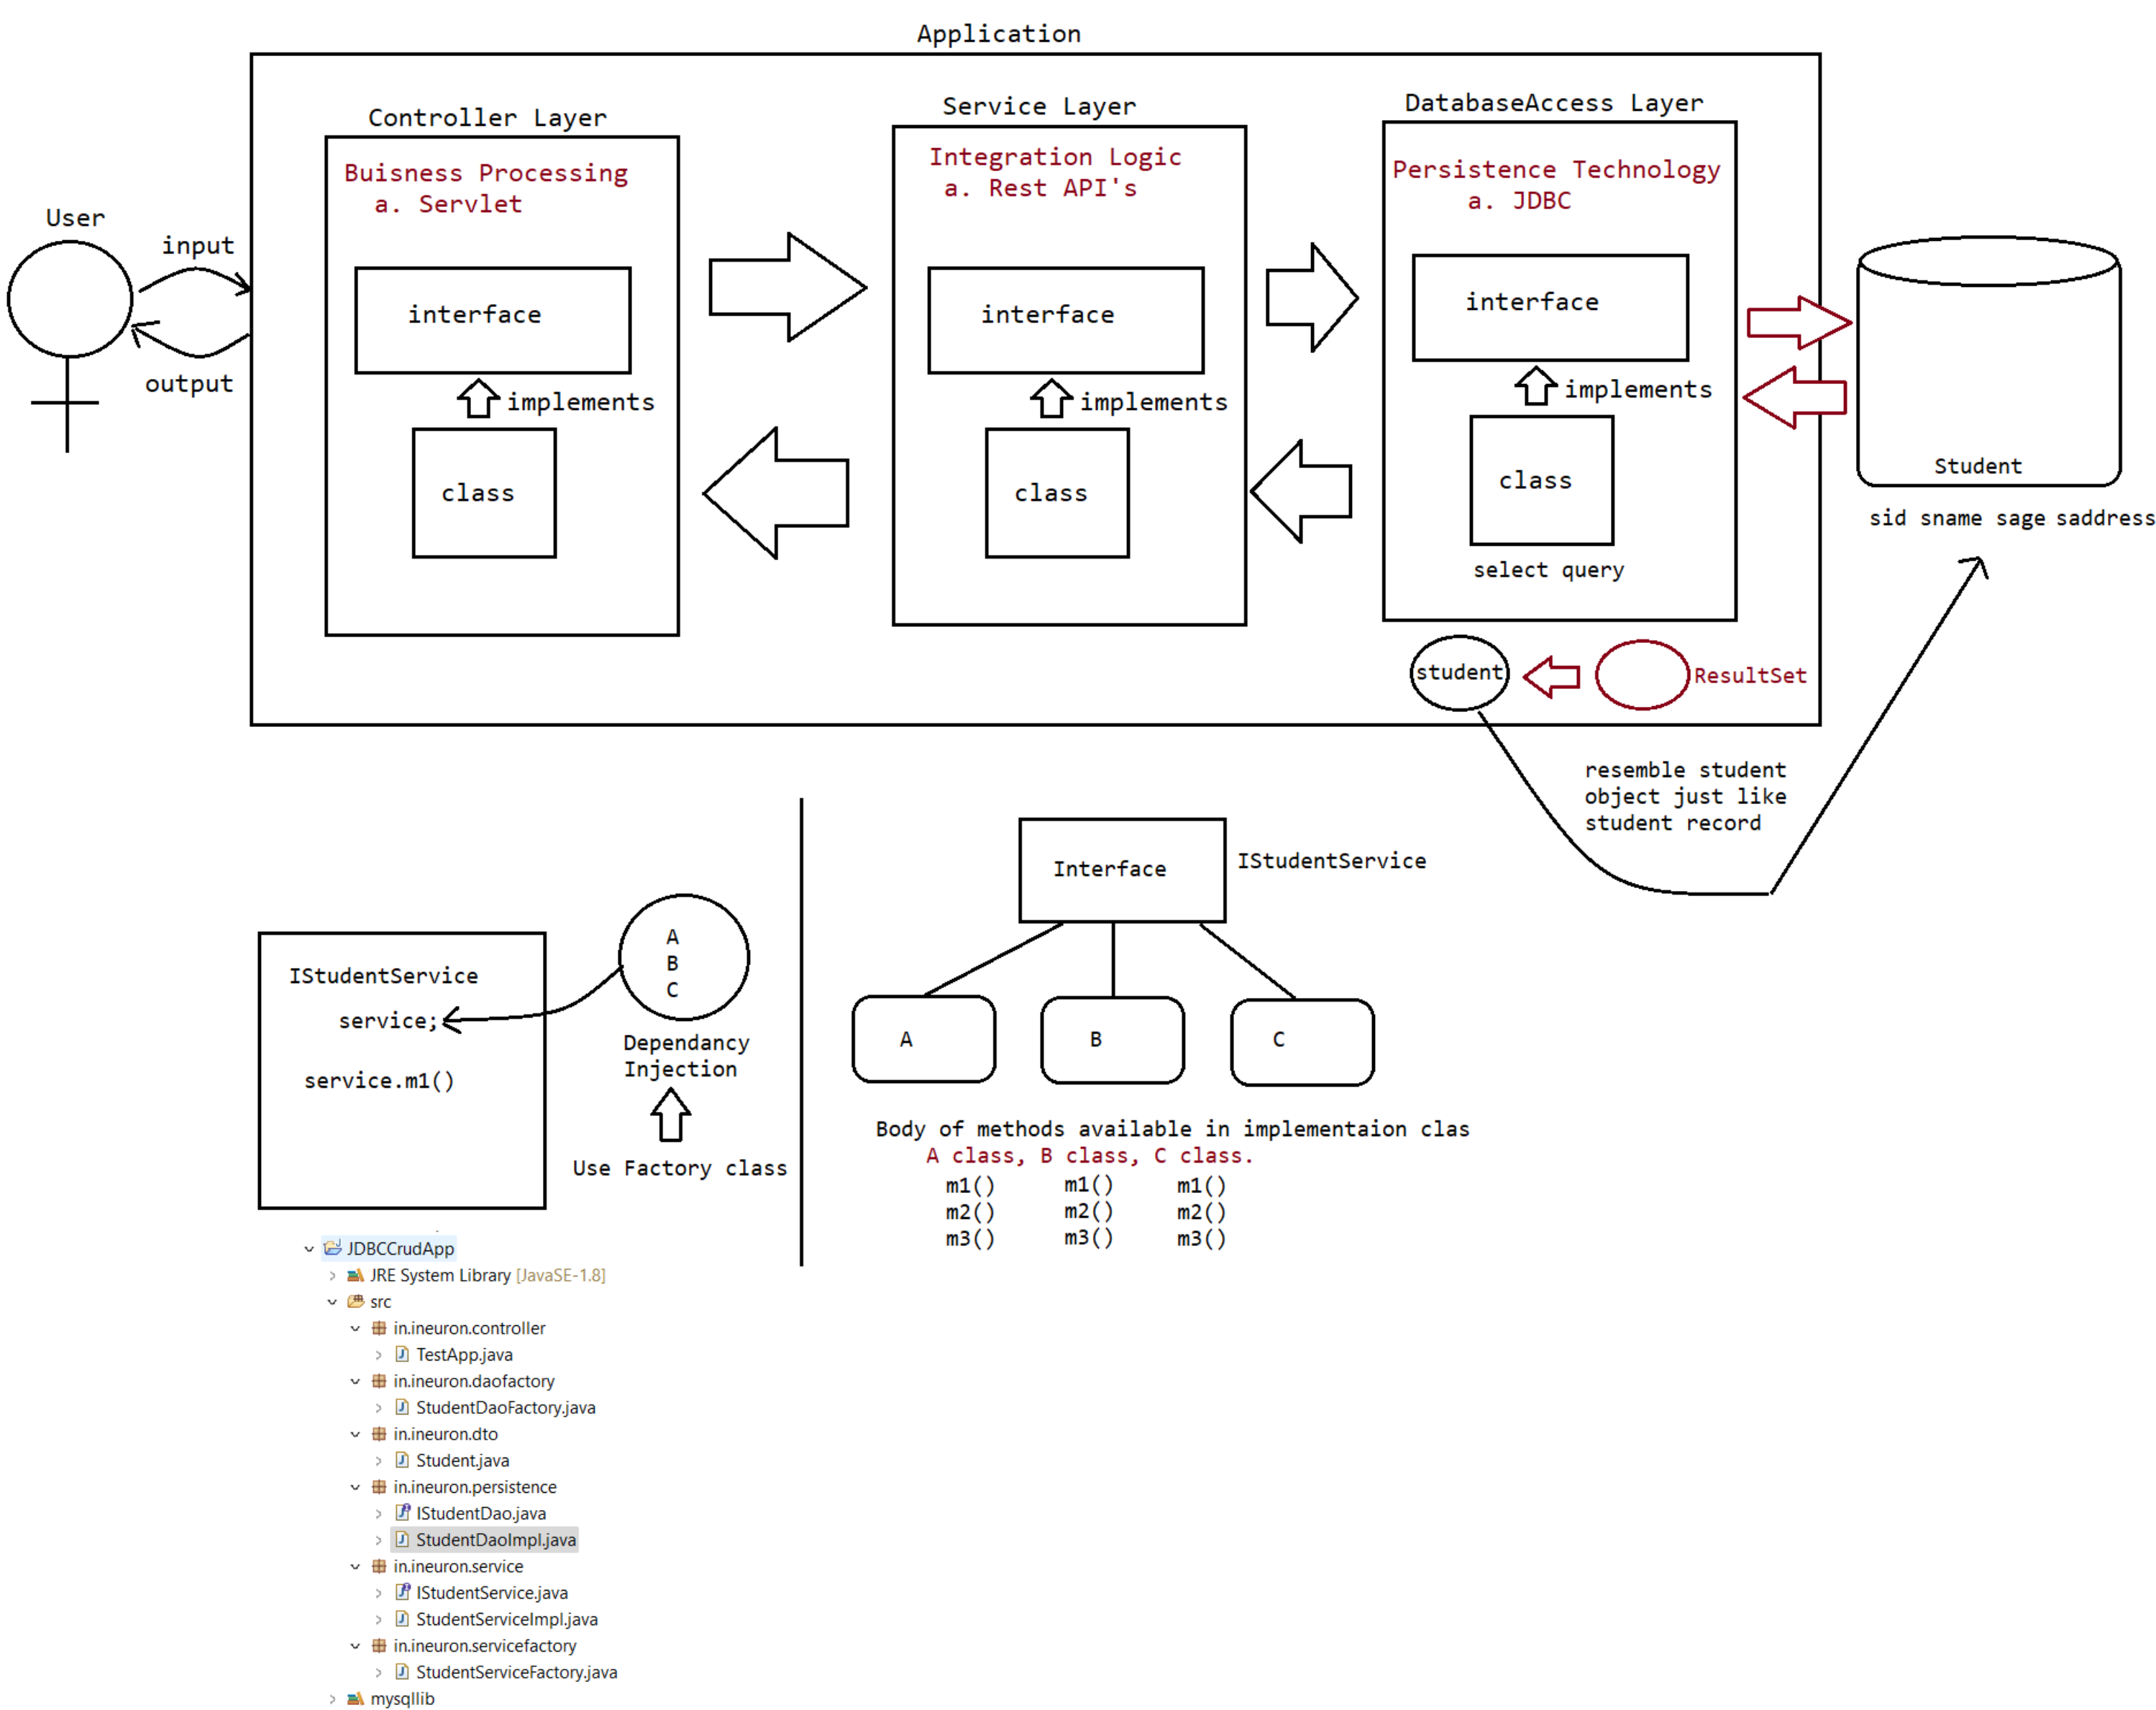 Application
Controller Layer
Service Layer
DatabaseAccess Layer
Buisness Processing
a. Servlet
Integration Logic
a. Rest API's
Persistence Technology
a. JDBC
User
input
output
interface
implements
class
interface
implements
class
interface
implements
class
select query
Student
sid sname sage saddress
student
ResultSet
resemble student
object just like
student record
IStudentService
service;
service.m1()
A
B
C
Dependancy
Injection
Use Factory class
Interface
IStudentService
A
B
C
Body of methods available in implementaion clas
A class, B class, C class.
m1() m1() m1()
m2() m2() m2()
m3() m3() m3()
JDBCCrudApp
JRE System Library [JavaSE-1.8]
src
in.ineuron.controller
TestApp.java
in.ineuron.daofactory
StudentDaoFactory.java
in.ineuron.dto
Student.java
in.ineuron.persistence
IStudentDao.java
StudentDaoImpl.java
in.ineuron.service
IStudentService.java
StudentServiceImpl.java
in.ineuron.servicefactory
StudentServiceFactory.java
mysqllib